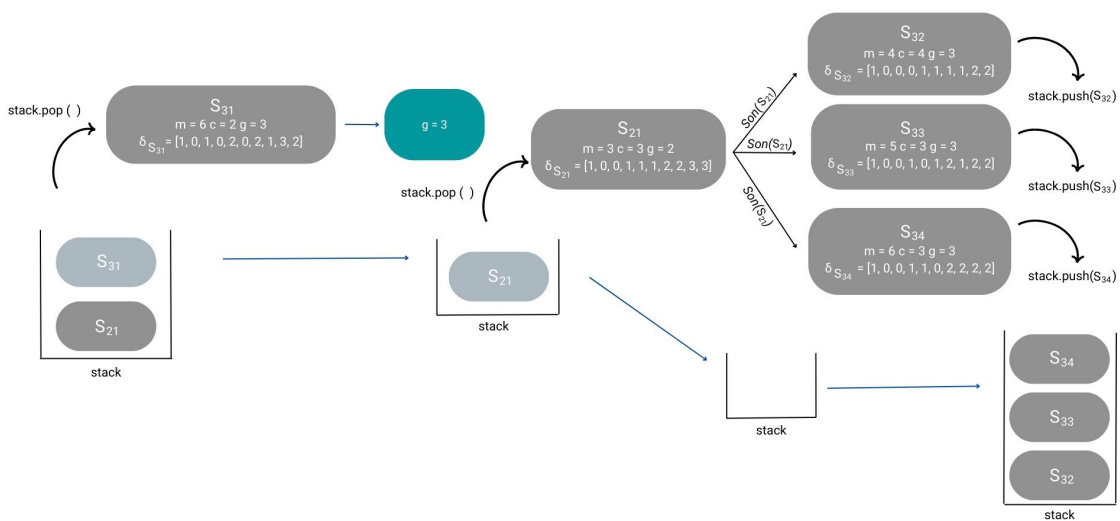 stack.pop ( )
S31
m = 6 c = 2 g = 3
δS31 = [1, 0, 1, 0, 2, 0, 2, 1, 3, 2]
g = 3
S31
S21
stack
stack.pop ( )
S21
m = 3 c = 3 g = 2
δS21 = [1, 0, 0, 1, 1, 1, 2, 2, 3, 3]
S21
stack
Son(S21)
Son(S21)
Son(S21)
S32
m = 4 c = 4 g = 3
δS32 = [1, 0, 0, 0, 1, 1, 1, 1, 2, 2]
stack.push(S32)
S33
m = 5 c = 3 g = 3
δS33 = [1, 0, 0, 1, 0, 1, 2, 1, 2, 2]
stack.push(S33)
S34
m = 6 c = 3 g = 3
δS34 = [1, 0, 0, 1, 1, 0, 2, 2, 2, 2]
stack.push(S34)
stack
S34
S33
S32
stack